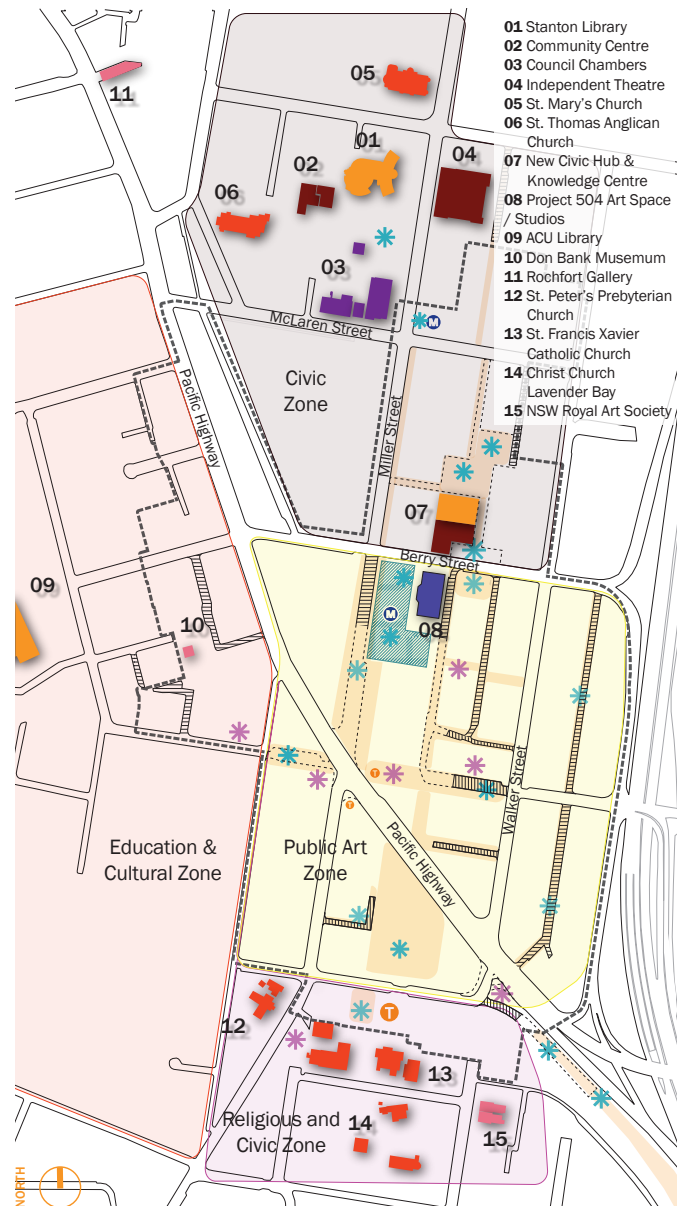 01 Stanton Library
02 Community Centre
03 Council Chambers
04 Independent Theatre
05 St. Mary's Church
06 St. Thomas Anglican
Church
07 New Civic Hub &
Knowledge Centre
08 Project 504 Art Space
/ Studios
09 ACU Library
10 Don Bank Musemum
11 Rochfort Gallery
12 St. Peter's Prebyterian
Church
13 St. Francis Xavier
Catholic Church
14 Christ Church
Lavender Bay
15 NSW Royal Art Society
05
11
01
02
04
06
03
McLaren Street
M
Civic
Zone
Pacific Highway
Miller Street
07
Berry Street
09
M
08
10
Walker Street
T
T
Education &
Cultural Zone
Public Art
Zone
Pacific Highway
12
T
13
Religious and
Civic Zone
14
15
NORTH